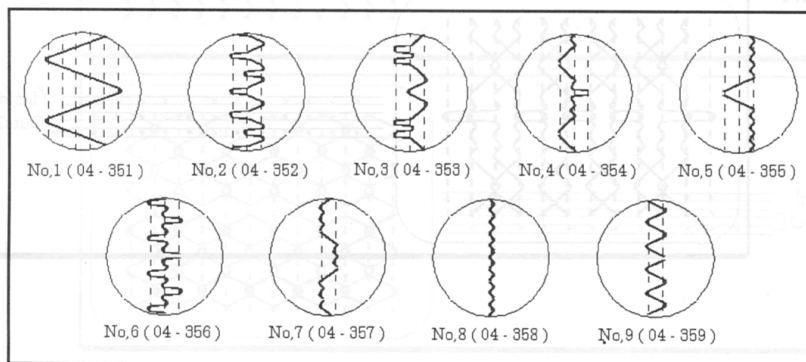 No,1 ( 04 - 351) No,2 ( 04 - 352) No,3 ( 04 - 353) No,4 ( 04 - 354) No,5 ( 04 - 355)
No,6 ( 04 - 356) No,7 ( 04 - 357) No,8 ( 04 - 358) No,9 ( 04 - 359)